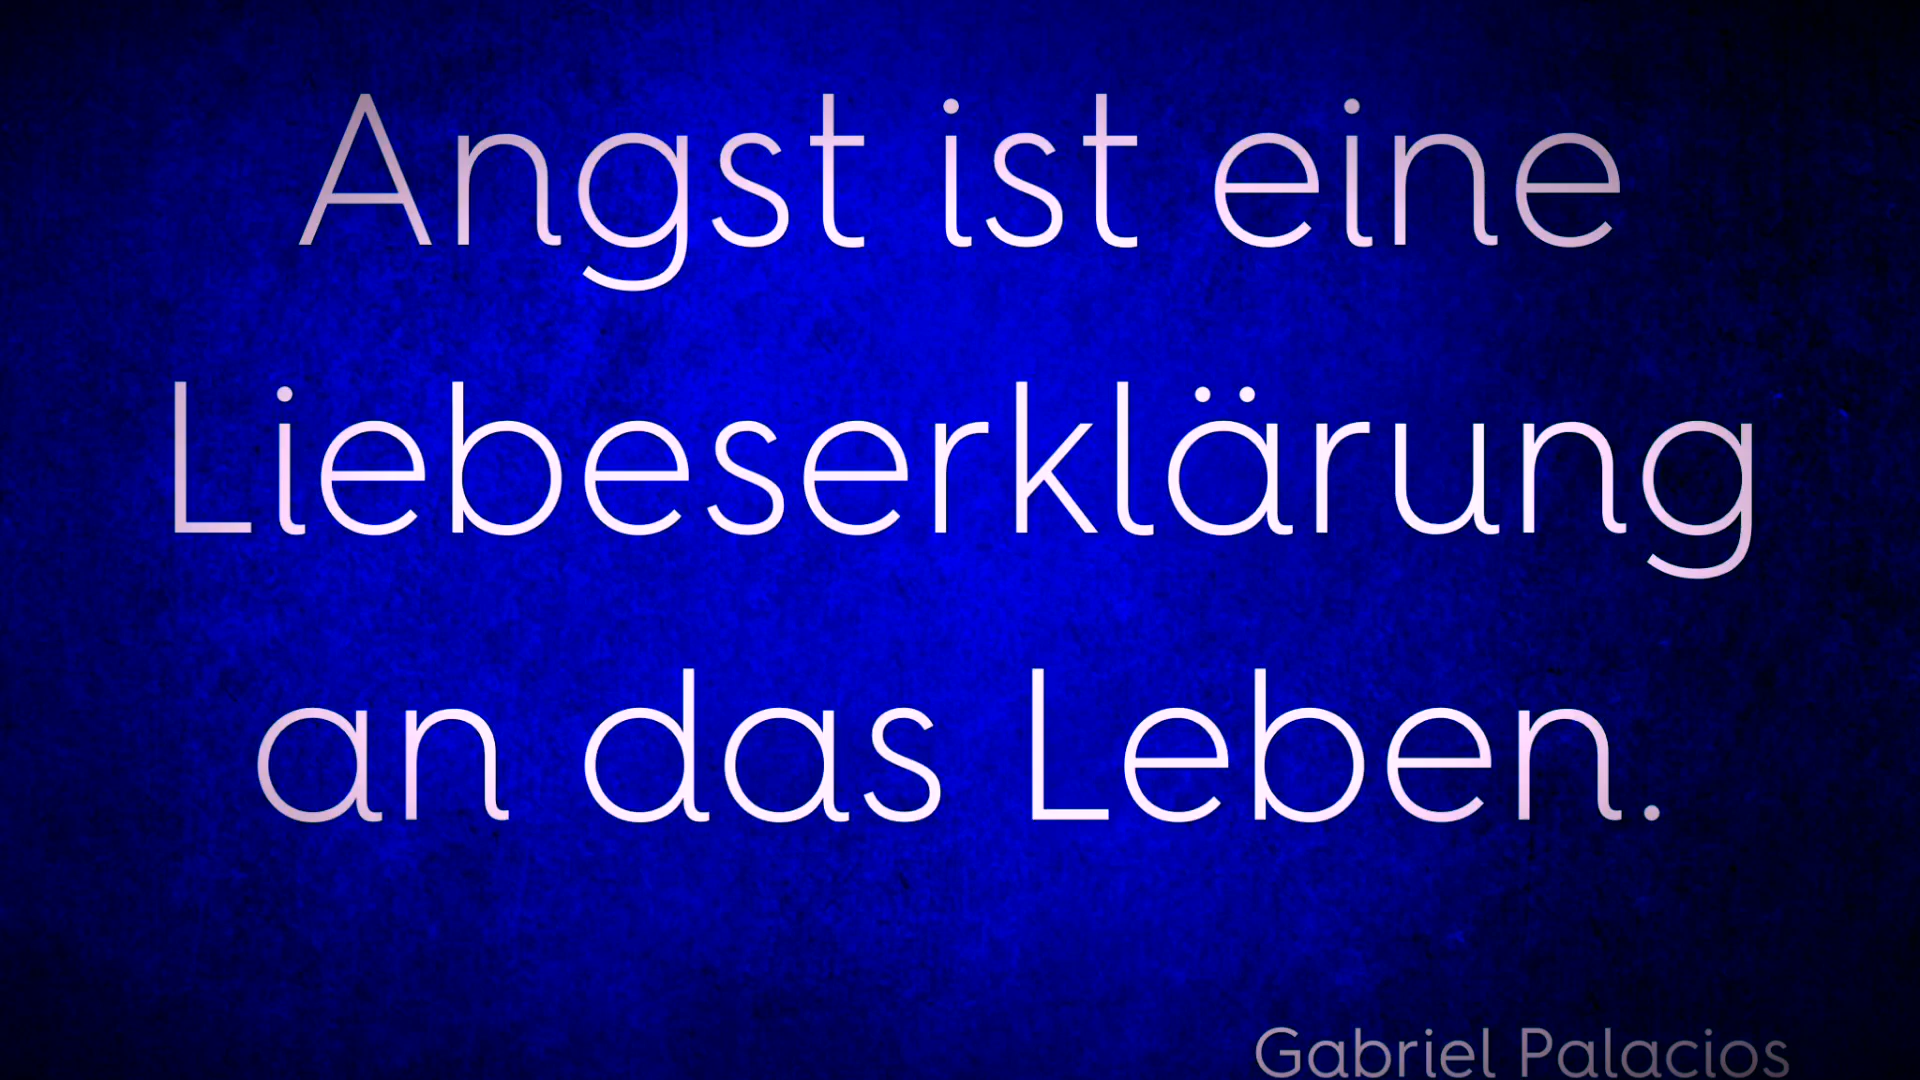 Angst ist eine
Liebeserklärung
an das Leben.
Gabriel Palacios